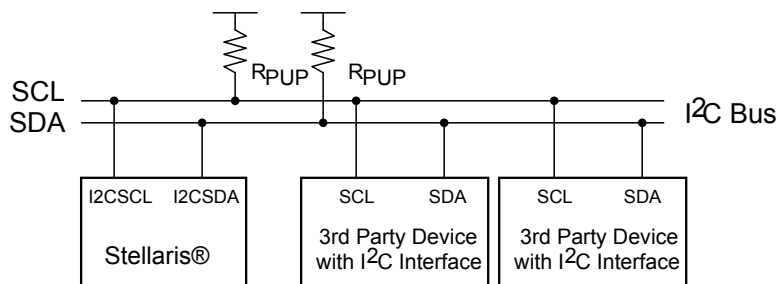 RPUP RPUP
SCL
SDA
I2C Bus
I2CSCL I2CSDA SCL SDA SCL SDA
Stellaris®
3rd Party Device
with I2C Interface
3rd Party Device
with I2C Interface